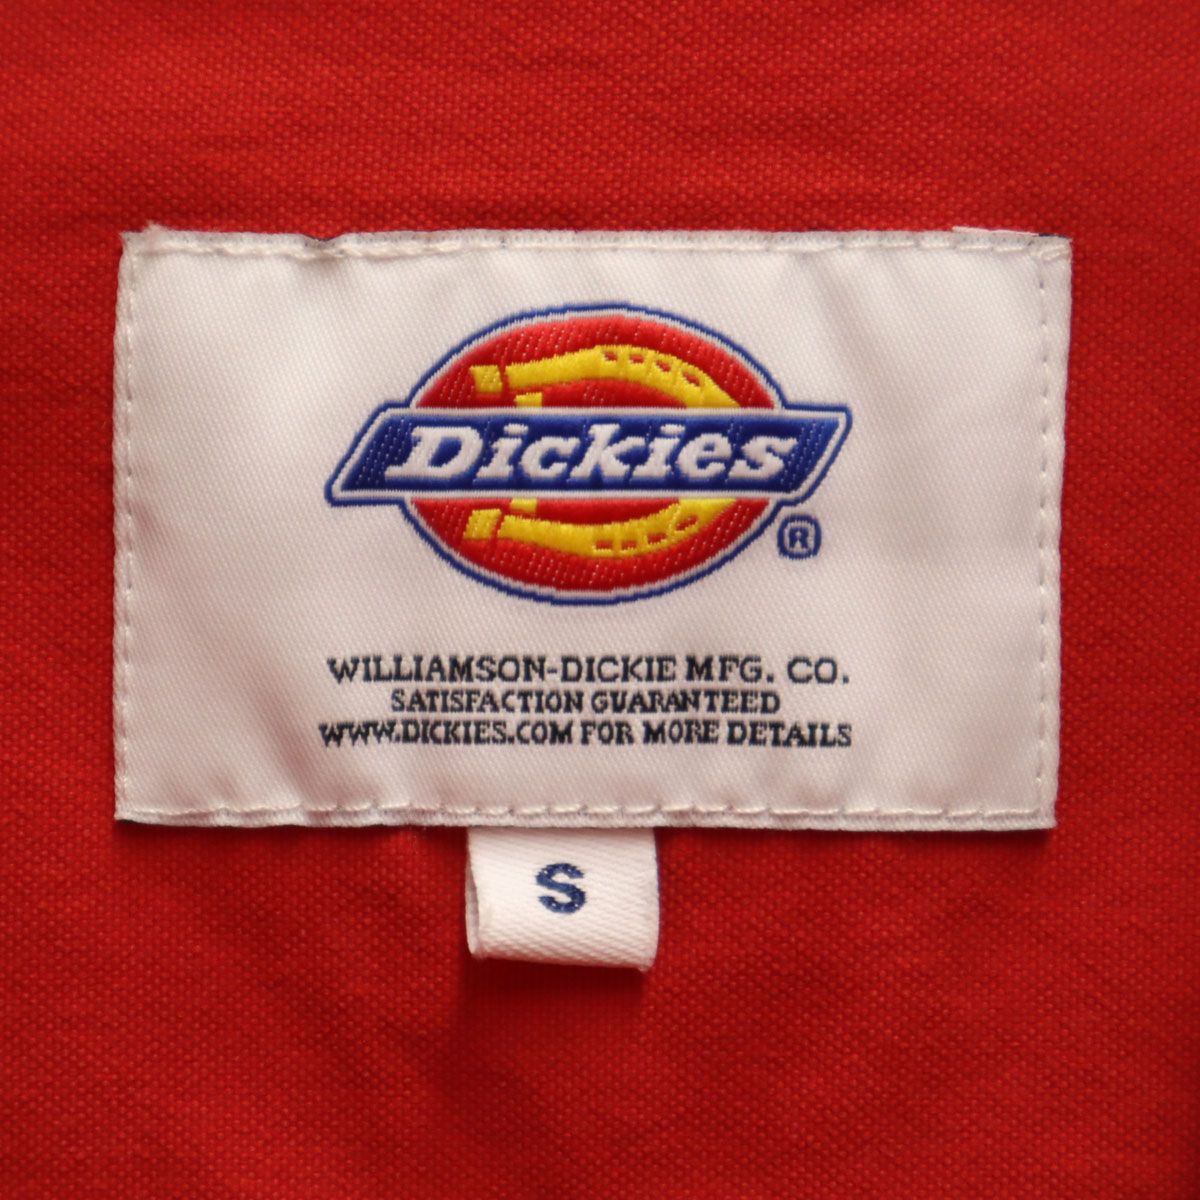 Dickies
®
WILLIAMSON-DICKIE MFG. CO.
SATISFACTION GUARANTEED
WWW.DICKIES.COM FOR MORE DETAILS
S